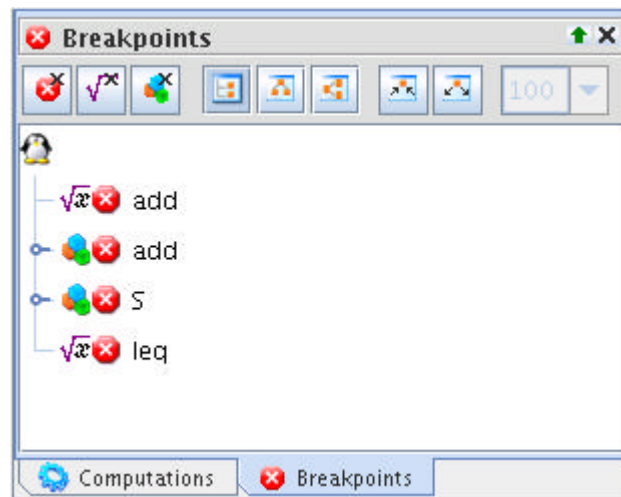 Breakpoints
100
add
add
S
leq
Computations Breakpoints